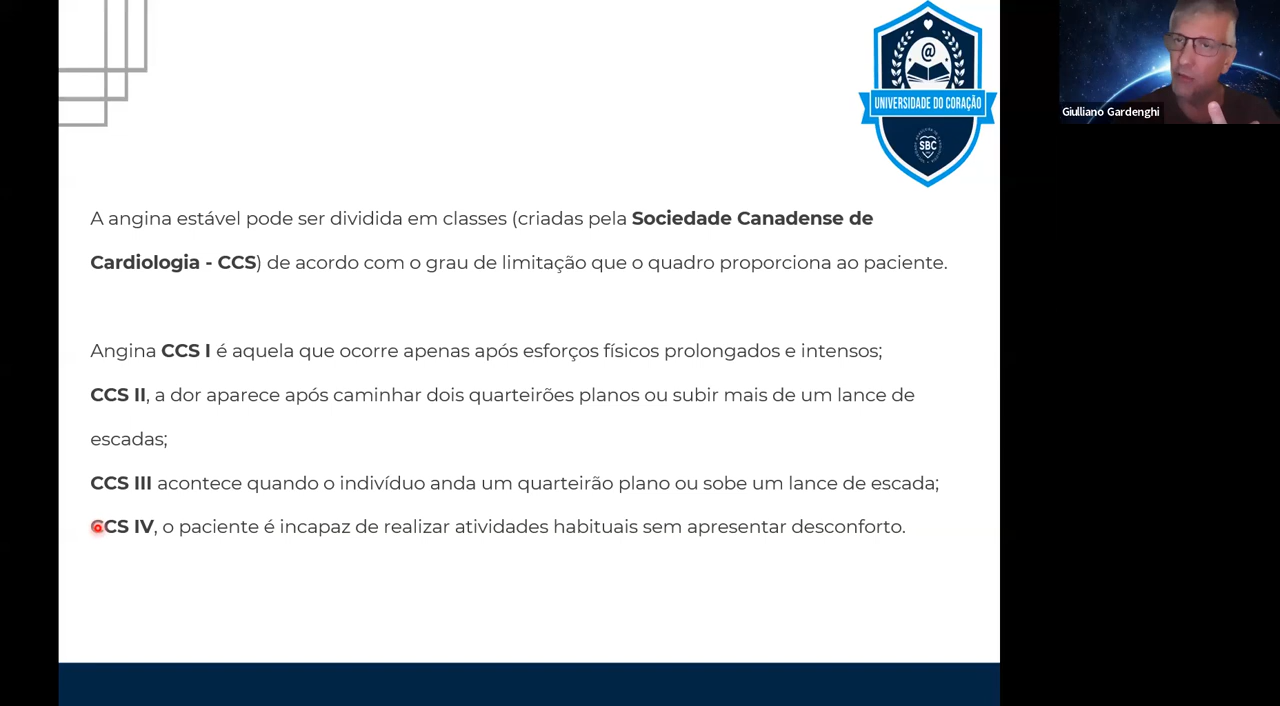 @
UNIVERSIDADE DO CORAÇÃO
SBC
Giulliano Gardenghi
A angina estável pode ser dividida em classes (criadas pela Sociedade Canadense de
Cardiologia - CCS) de acordo com o grau de limitação que o quadro proporciona ao paciente.
Angina CCS I é aquela que ocorre apenas após esforços físicos prolongados e intensos;
CCS II, a dor aparece após caminhar dois quarteirões planos ou subir mais de um lance de
escadas;
CCS III acontece quando o indivíduo anda um quarteirão plano ou sobe um lance de escada;
CCS IV, o paciente é incapaz de realizar atividades habituais sem apresentar desconforto.